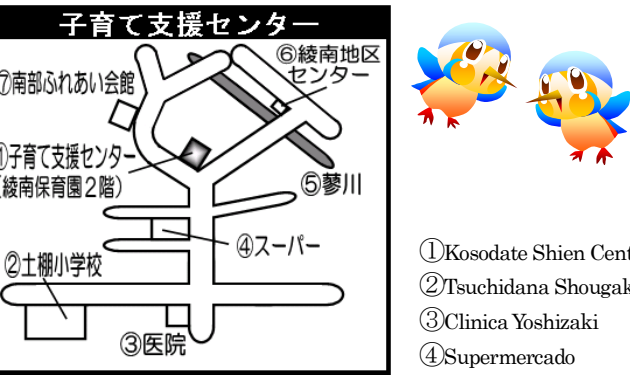 子育て支援センター
⑥綾南地区
センター
⑦南部ふれあい会館
①子育て支援センター
(綾南保育園2階)
⑤蓼川
④スーパー
②土棚小学校
③医院
①Kosodate Shien Cent
②Tsuchidana Shougak
③Clinica Yoshizaki
④Supermercado